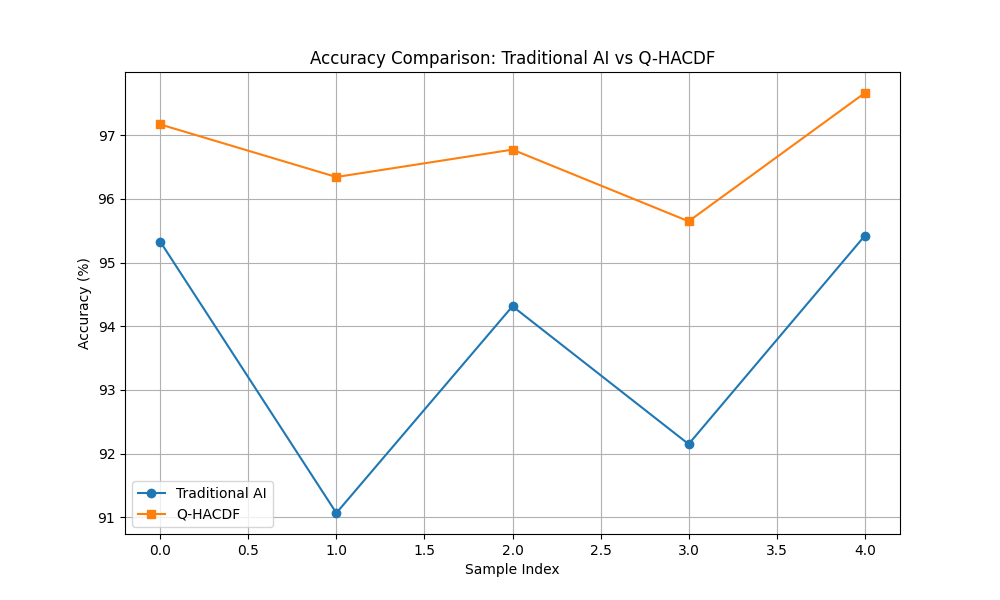 Accuracy Comparison: Traditional AI vs Q-HACDF
Accuracy (%)
97
96
95
94
93
92
91
Traditional AI
Q-HACDF
0.0 0.5 1.0 1.5 2.0 2.5 3.0 3.5 4.0
Sample Index